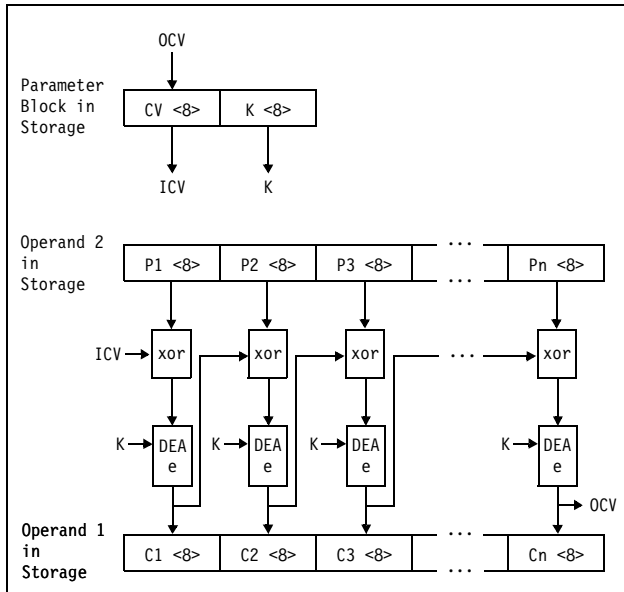 OCV
Parameter
Block in
Storage
CV <8> K <8>
ICV K
Operand 2
in
Storage
P1 <8> P2 <8> P3 <8> ... ... Pn <8>
ICV xor xor xor ... xor
K DEA e K DEA e K DEA e K DEA e
OCV
Operand 1
in
Storage
C1 <8> C2 <8> C3 <8> ... ... Cn <8>